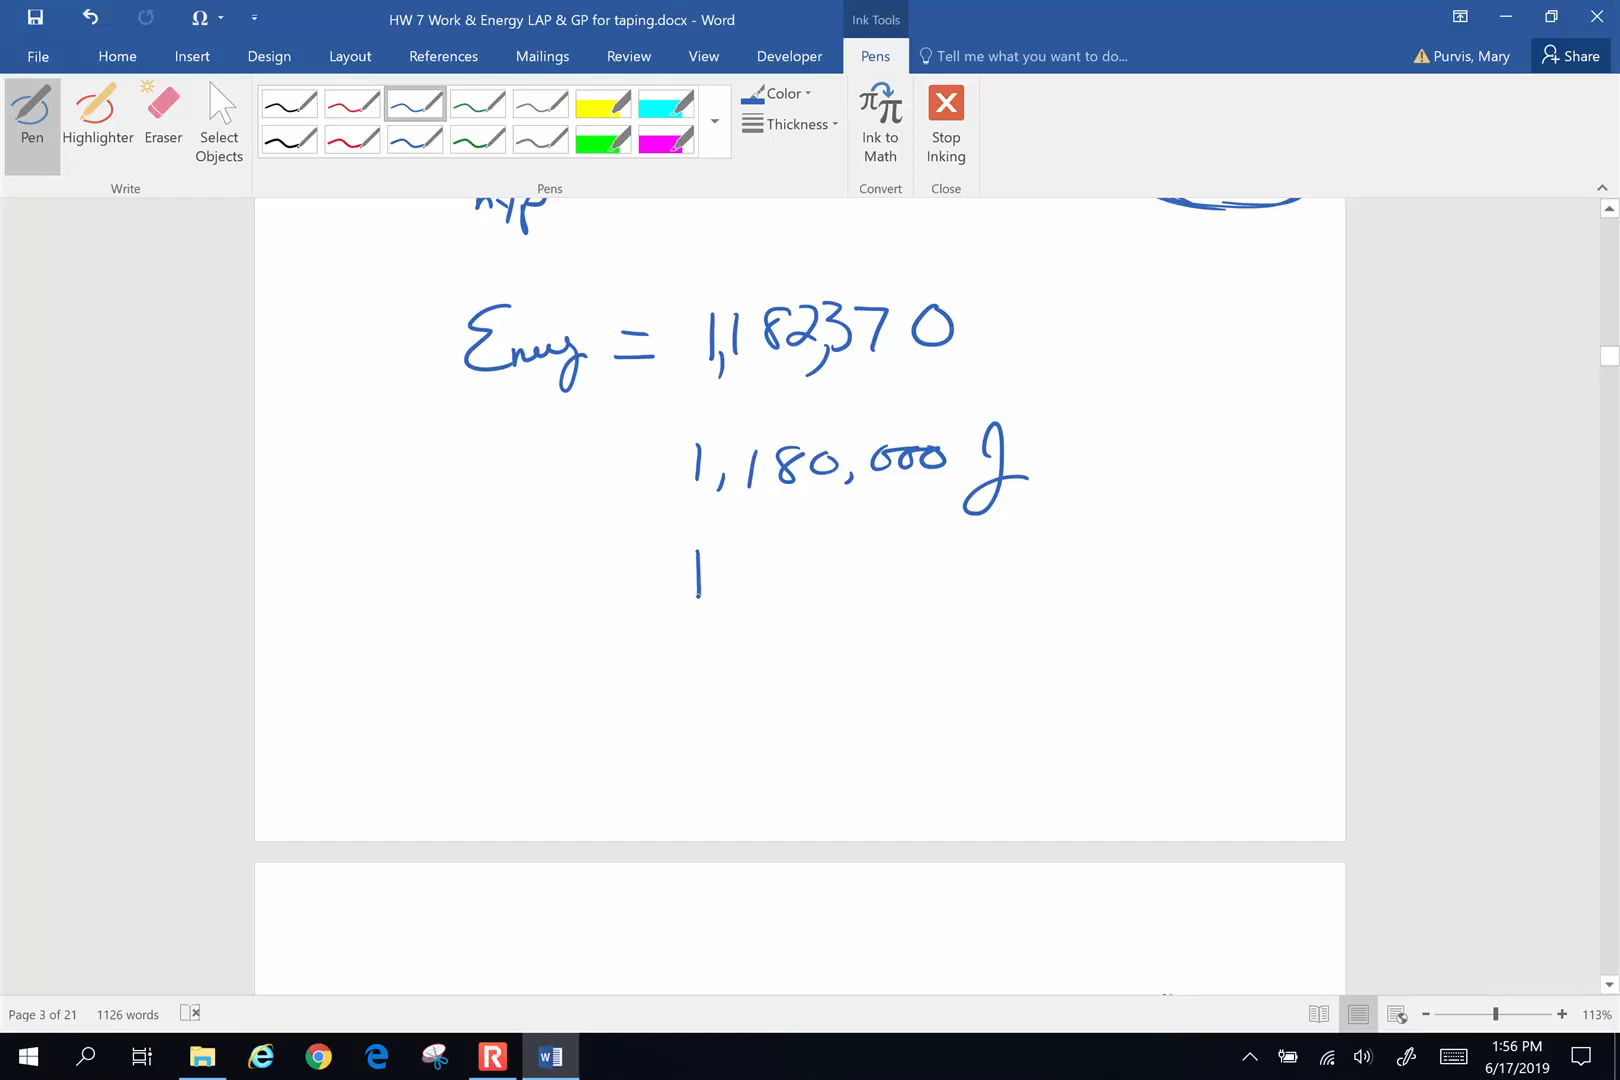 HW 7 Work & Energy LAP & GP for taping.docx - Word
Ink Tools
File Home Insert Design Layout References Mailings Review View Developer Pens Tell me what you want to do... Purvis, Mary Share
Pen Highlighter Eraser Select Objects
Color
Thickness
Ink to Math
Stop Inking
Write Pens Convert Close
hyp
Energy = 1,182,370
1,180,000 J
1
Page 3 of 21 1126 words 113%
1:56 PM
6/17/2019